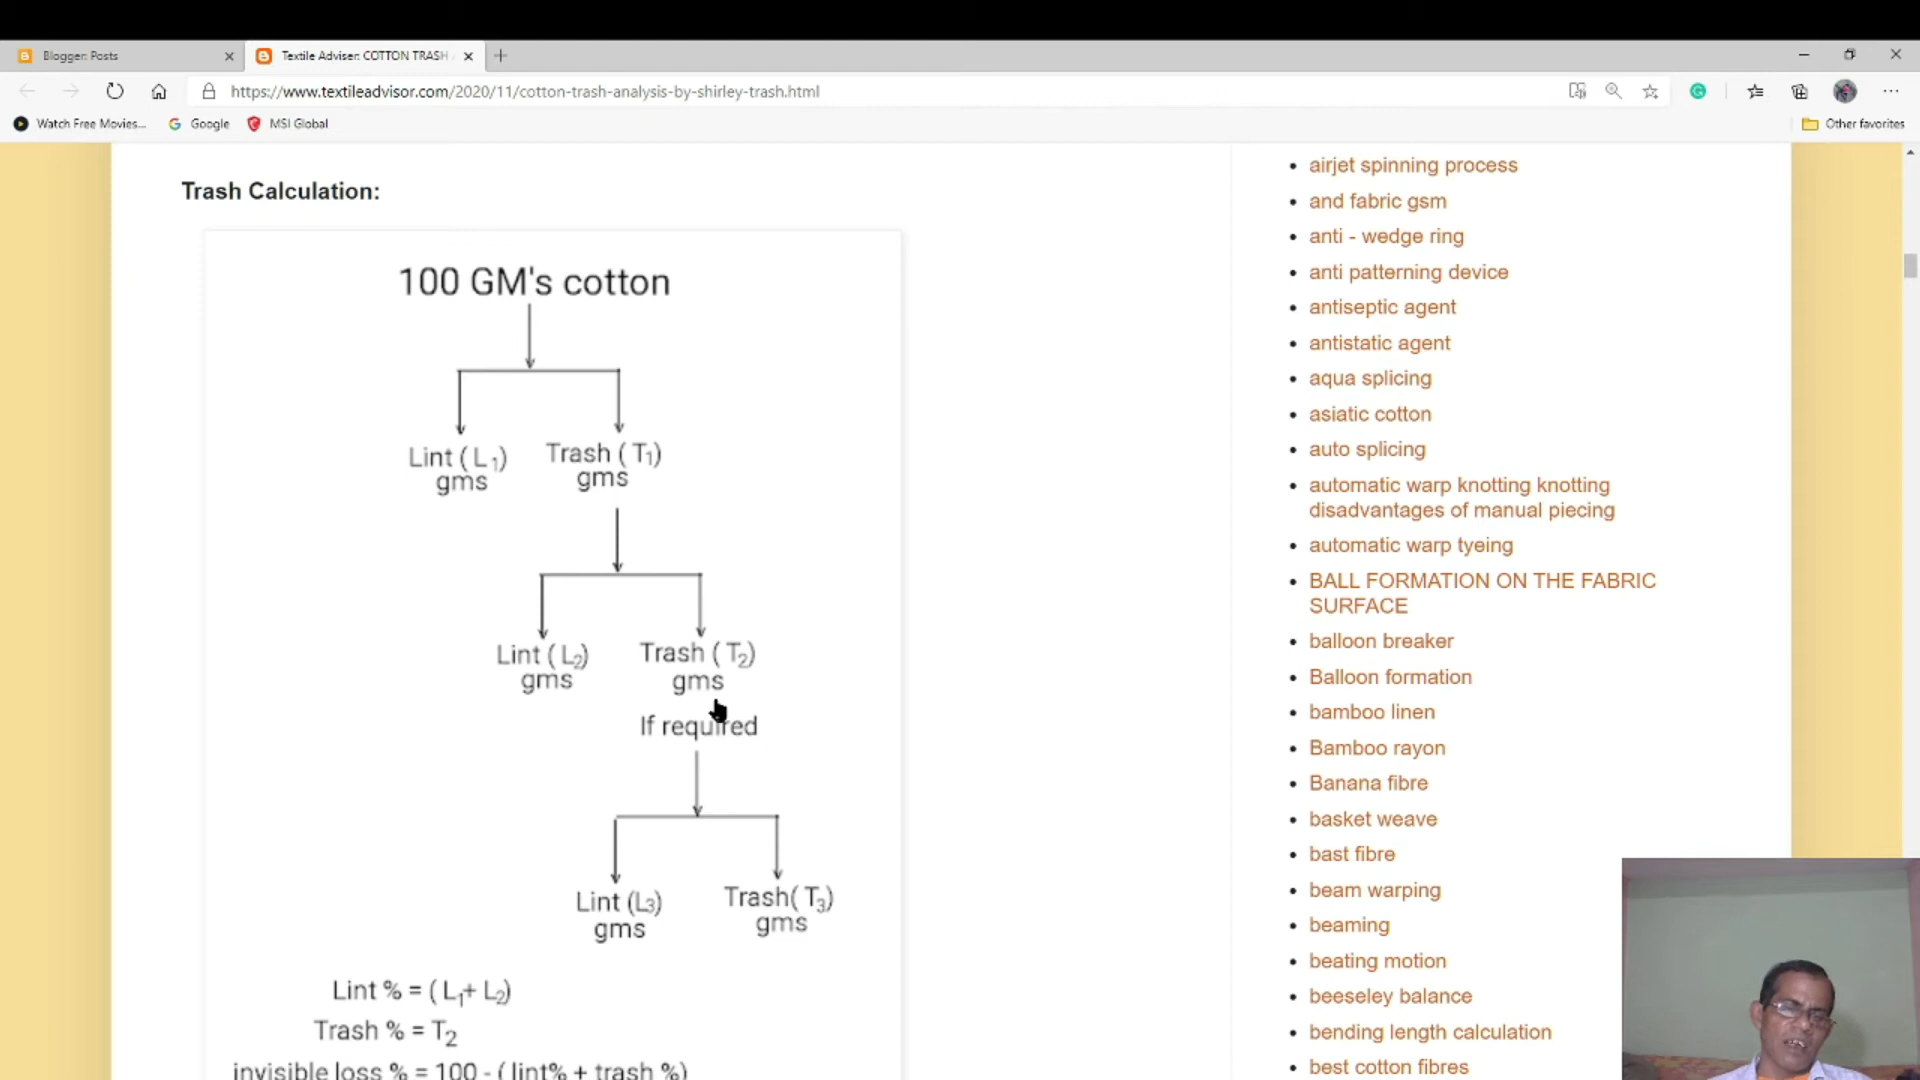 Blogger: Posts
Textile Adviser: COTTON TRASH
https://www.textileadvisor.com/2020/11/cotton-trash-analysis-by-shirley-trash.html
Watch Free Movies...
Google
MSI Global
Other favorites
Trash Calculation:
100 GM's cotton
Lint ( L1)
gms
Trash ( T1)
gms
Lint ( L2)
gms
Trash ( T2)
gms
If required
Lint (L3)
gms
Trash( T3)
gms
Lint % = ( L1+ L2)
Trash % = T2
invisible loss % = 100 - ( lint% + trash %)
airjet spinning process
and fabric gsm
anti - wedge ring
anti patterning device
antiseptic agent
antistatic agent
aqua splicing
asiatic cotton
auto splicing
automatic warp knotting knotting
disadvantages of manual piecing
automatic warp tyeing
BALL FORMATION ON THE FABRIC
SURFACE
balloon breaker
Balloon formation
bamboo linen
Bamboo rayon
Banana fibre
basket weave
bast fibre
beam warping
beaming
beating motion
beeseley balance
bending length calculation
best cotton fibres